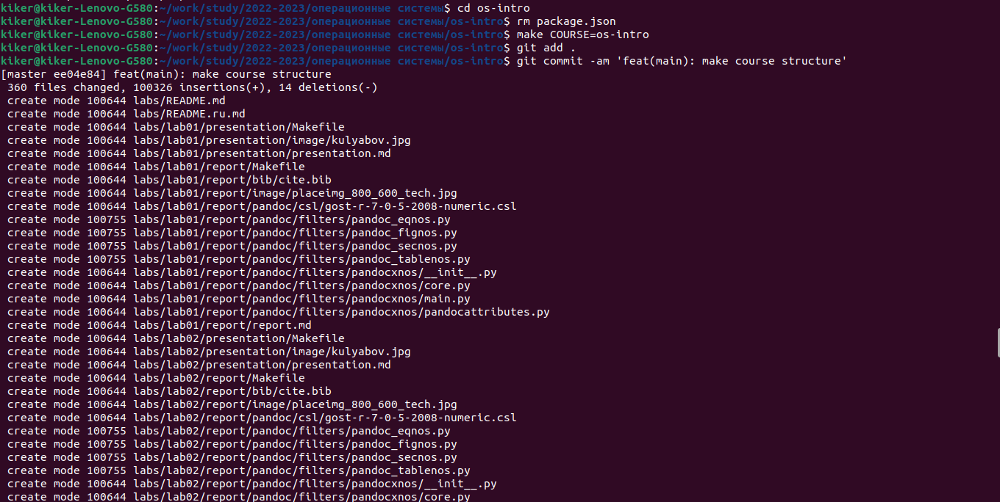 kiker@kiker-Lenovo-G580:~/work/study/2022-2023/операционные системы$ cd os-intro
kiker@kiker-Lenovo-G580:~/work/study/2022-2023/операционные системы/os-intro$ rm package.json
kiker@kiker-Lenovo-G580:~/work/study/2022-2023/операционные системы/os-intro$ make COURSE=os-intro
kiker@kiker-Lenovo-G580:~/work/study/2022-2023/операционные системы/os-intro$ git add .
kiker@kiker-Lenovo-G580:~/work/study/2022-2023/операционные системы/os-intro$ git commit -am 'feat(main): make course structure'
[master ee04e84] feat(main): make course structure
 360 files changed, 100326 insertions(+), 14 deletions(-)
 create mode 100644 labs/README.md
 create mode 100644 labs/README.ru.md
 create mode 100644 labs/lab01/presentation/Makefile
 create mode 100644 labs/lab01/presentation/image/kulyabov.jpg
 create mode 100644 labs/lab01/presentation/presentation.md
 create mode 100644 labs/lab01/report/Makefile
 create mode 100644 labs/lab01/report/bib/cite.bib
 create mode 100644 labs/lab01/report/image/placeimg_800_600_tech.jpg
 create mode 100644 labs/lab01/report/pandoc/csl/gost-r-7-0-5-2008-numeric.csl
 create mode 100755 labs/lab01/report/pandoc/filters/pandoc_eqnos.py
 create mode 100755 labs/lab01/report/pandoc/filters/pandoc_fignos.py
 create mode 100755 labs/lab01/report/pandoc/filters/pandoc_secnos.py
 create mode 100755 labs/lab01/report/pandoc/filters/pandoc_tablenos.py
 create mode 100644 labs/lab01/report/pandoc/filters/pandocxnos/__init__.py
 create mode 100644 labs/lab01/report/pandoc/filters/pandocxnos/core.py
 create mode 100644 labs/lab01/report/pandoc/filters/pandocxnos/main.py
 create mode 100644 labs/lab01/report/pandoc/filters/pandocxnos/pandocattributes.py
 create mode 100644 labs/lab01/report/report.md
 create mode 100644 labs/lab02/presentation/Makefile
 create mode 100644 labs/lab02/presentation/image/kulyabov.jpg
 create mode 100644 labs/lab02/presentation/presentation.md
 create mode 100644 labs/lab02/report/Makefile
 create mode 100644 labs/lab02/report/bib/cite.bib
 create mode 100644 labs/lab02/report/image/placeimg_800_600_tech.jpg
 create mode 100644 labs/lab02/report/pandoc/csl/gost-r-7-0-5-2008-numeric.csl
 create mode 100755 labs/lab02/report/pandoc/filters/pandoc_eqnos.py
 create mode 100755 labs/lab02/report/pandoc/filters/pandoc_fignos.py
 create mode 100755 labs/lab02/report/pandoc/filters/pandoc_secnos.py
 create mode 100755 labs/lab02/report/pandoc/filters/pandoc_tablenos.py
 create mode 100644 labs/lab02/report/pandoc/filters/pandocxnos/__init__.py
 create mode 100644 labs/lab02/report/pandoc/filters/pandocxnos/core.py